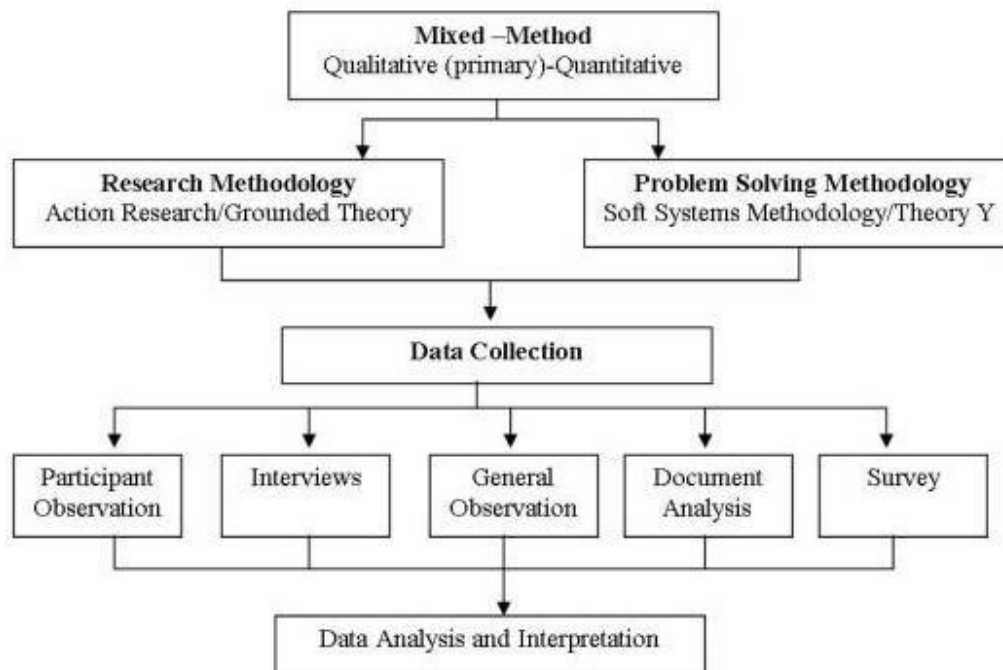 Mixed –Method
Qualitative (primary)-Quantitative
Research Methodology
Action Research/Grounded Theory
Problem Solving Methodology
Soft Systems Methodology/Theory Y
Data Collection
Participant
Observation
Interviews
General
Observation
Document
Analysis
Survey
Data Analysis and Interpretation